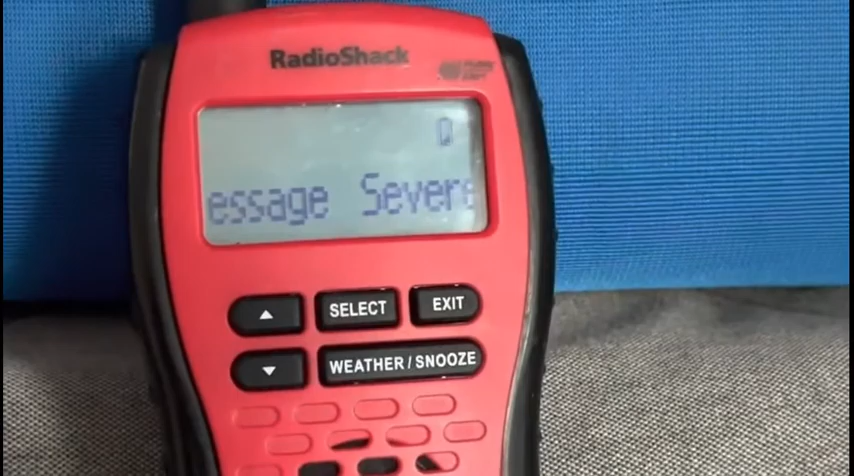 RadioShack
essage Severe
SELECT
EXIT
WEATHER / SNOOZE